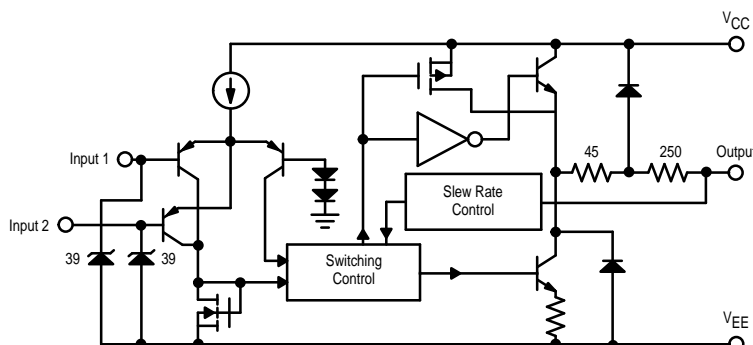 VCC
Input 1
45
250
Output
Slew Rate
Control
Input 2
39
39
Switching
Control
VEE